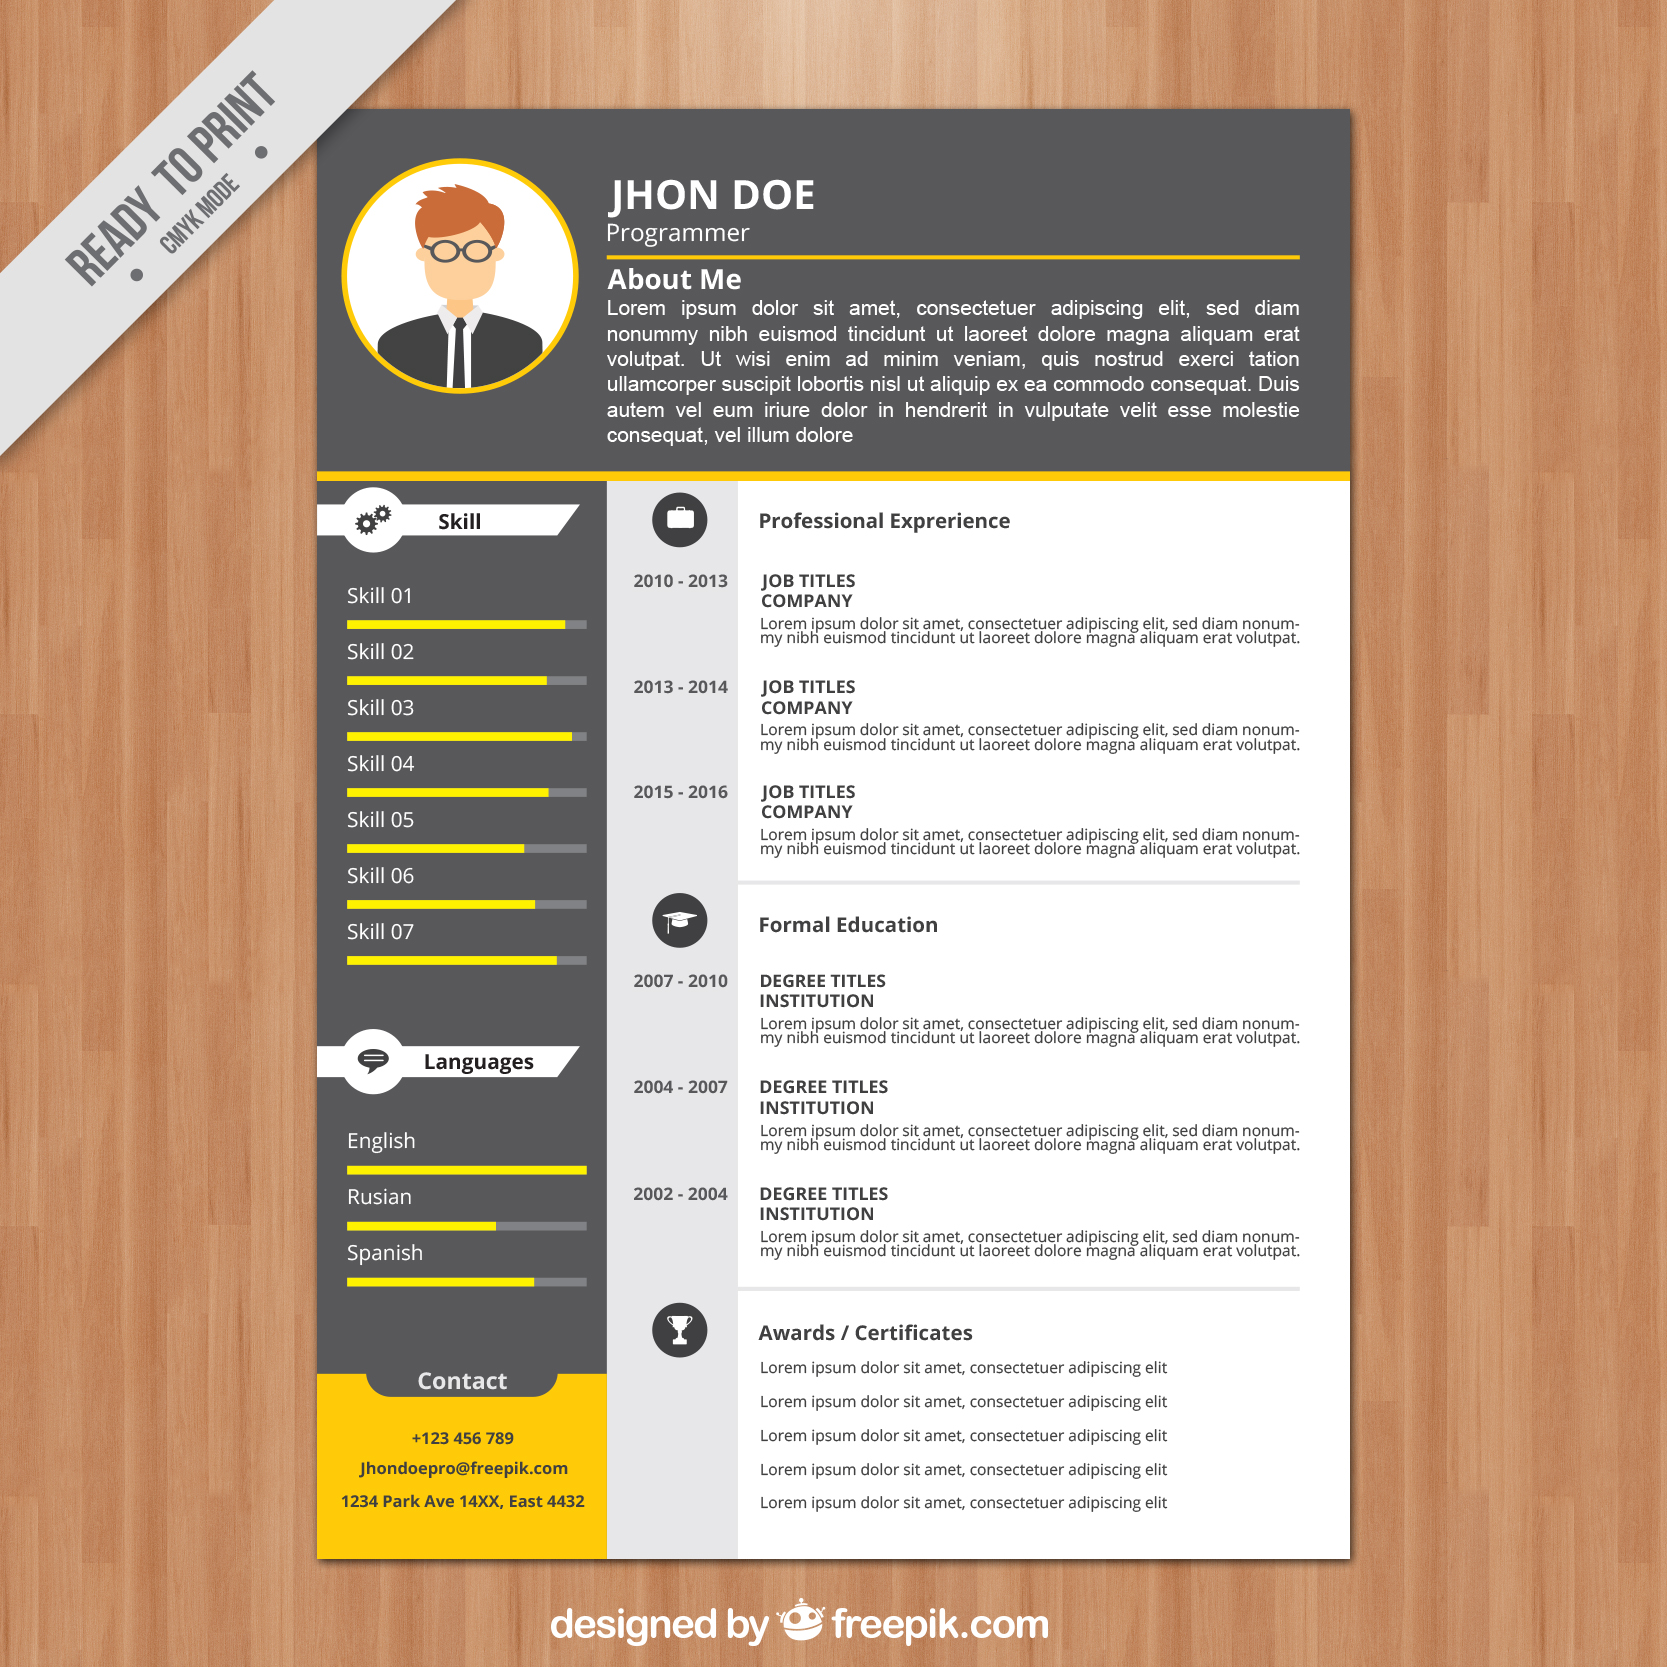 READY TO PRINT
• CMYK MODE •
JHON DOE
Programmer
About Me
Lorem ipsum dolor sit amet, consectetuer adipiscing elit, sed diam
nonummy nibh euismod tincidunt ut laoreet dolore magna aliquam erat
volutpat. Ut wisi enim ad minim veniam, quis nostrud exerci tation
ullamcorper suscipit lobortis nisl ut aliquip ex ea commodo consequat. Duis
autem vel eum iriure dolor in hendrerit in vulputate velit esse molestie
consequat, vel illum dolore
Skill
Skill 01
Skill 02
Skill 03
Skill 04
Skill 05
Skill 06
Skill 07
Languages
English
Rusian
Spanish
Contact
+123 456 789
Jhondoepro@freepik.com
1234 Park Ave 14XX, East 4432
Professional Exprerience
2010 - 2013
JOB TITLES
COMPANY
Lorem ipsum dolor sit amet, consectetuer adipiscing elit, sed diam nonum-
my nibh euismod tincidunt ut laoreet dolore magna aliquam erat volutpat.
2013 - 2014
JOB TITLES
COMPANY
Lorem ipsum dolor sit amet, consectetuer adipiscing elit, sed diam nonum-
my nibh euismod tincidunt ut laoreet dolore magna aliquam erat volutpat.
2015 - 2016
JOB TITLES
COMPANY
Lorem ipsum dolor sit amet, consectetuer adipiscing elit, sed diam nonum-
my nibh euismod tincidunt ut laoreet dolore magna aliquam erat volutpat.
Formal Education
2007 - 2010
DEGREE TITLES
INSTITUTION
Lorem ipsum dolor sit amet, consectetuer adipiscing elit, sed diam nonum-
my nibh euismod tincidunt ut laoreet dolore magna aliquam erat volutpat.
2004 - 2007
DEGREE TITLES
INSTITUTION
Lorem ipsum dolor sit amet, consectetuer adipiscing elit, sed diam nonum-
my nibh euismod tincidunt ut laoreet dolore magna aliquam erat volutpat.
2002 - 2004
DEGREE TITLES
INSTITUTION
Lorem ipsum dolor sit amet, consectetuer adipiscing elit, sed diam nonum-
my nibh euismod tincidunt ut laoreet dolore magna aliquam erat volutpat.
Awards / Certificates
Lorem ipsum dolor sit amet, consectetuer adipiscing elit
Lorem ipsum dolor sit amet, consectetuer adipiscing elit
Lorem ipsum dolor sit amet, consectetuer adipiscing elit
Lorem ipsum dolor sit amet, consectetuer adipiscing elit
Lorem ipsum dolor sit amet, consectetuer adipiscing elit
designed by freepik.com